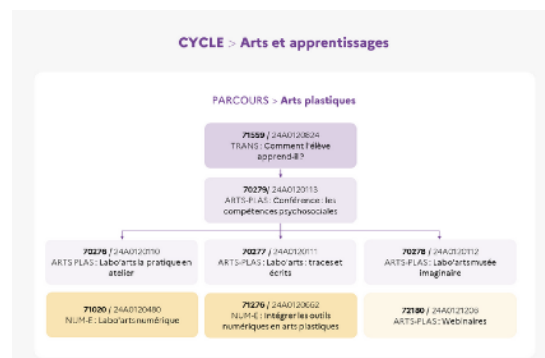 CYCLE > Arts et apprentissages
PARCOURS > Arts plastiques
71559 / 24A0120824
TRANS : Comment l'élève
apprend-il ?
70279/ 24A0120113
ARTS-PLAS : Conférence : les
compétences psychosociales
70276 / 24A0120110
ARTS PLAS : Labo'arts la pratique en
atelier
70277 / 24A0120111
ARTS-PLAS : Labo'arts : traces et
écrits
70278 / 24A0120112
ARTS-PLAS : Labo'arts musée
imaginaire
71020 / 24A0120480
NUM-E : Labo'arts numérique
71276 / 24A0120662
NUM-E : Intégrer les outils
numériques en arts plastiques
72180 / 24A0121206
ARTS-PLAS : Webinaires